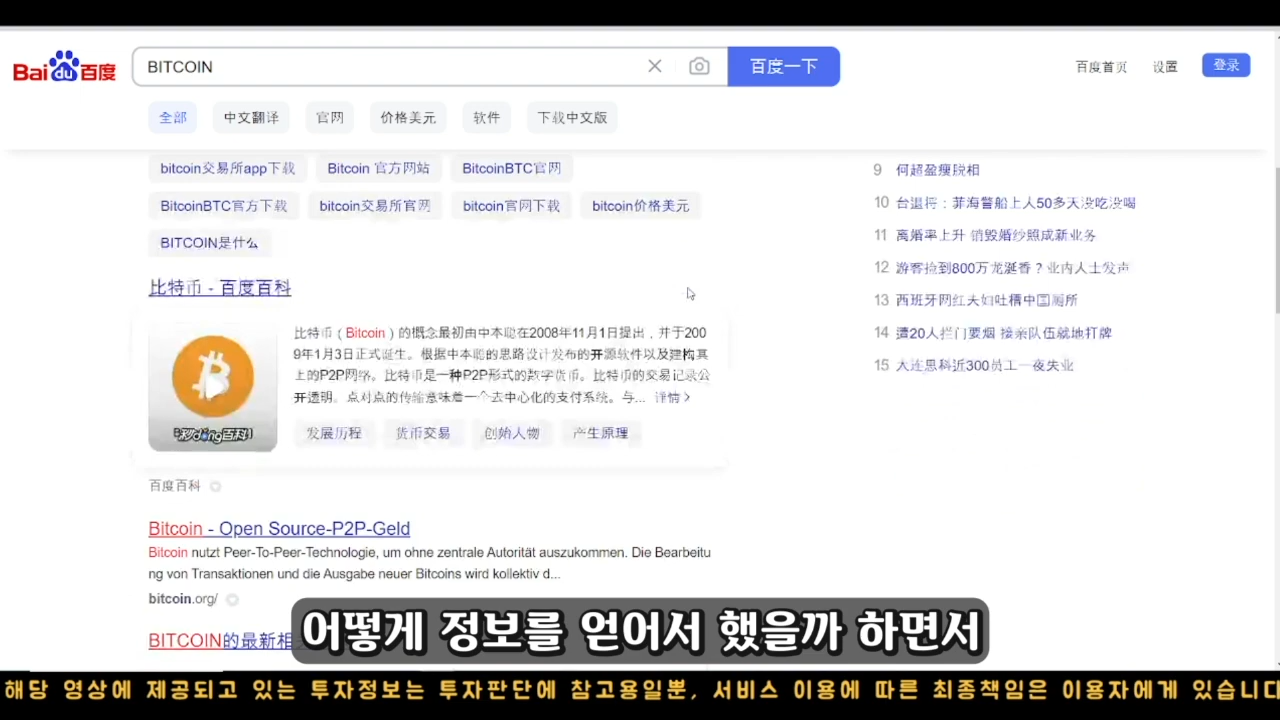 Bai du 百度
BITCOIN
百度一下
百度首页 设置 登录
全部 中文翻译 官网 价格美元 软件 下载中文版
bitcoin交易所app下载 Bitcoin 官方网站 BitcoinBTC官网
BitcoinBTC官方下载 bitcoin交易所官网 bitcoin官网下载 bitcoin价格美元
BITCOIN是什么
比特币 - 百度百科
比特币（Bitcoin）的概念最初由中本聪在2008年11月1日提出，并于200
9年1月3日正式诞生。根据中本聪的思路设计发布的开源软件以及建构其
上的P2P网络。比特币是一种P2P形式的数字货币。比特币的交易记录公
开透明。点对点的传输意味着一个去中心化的支付系统。与... 详情
秒dǒng百科
发展历程 货币交易 创始人物 产生原理
百度百科
Bitcoin - Open Source-P2P-Geld
Bitcoin nutzt Peer-To-Peer-Technologie, um ohne zentrale Autorität auszukommen. Die Bearbeitu
ng von Transaktionen und die Ausgabe neuer Bitcoins wird kollektiv d...
bitcoin.org/
BITCOIN的最新相
9 何超盈瘦脱相
10 台退将：菲海警船上人50多天没吃没喝
11 离婚率上升 销毁婚纱照成新业务
12 游客捡到800万龙涎香？业内人士发声
13 西班牙网红夫妇吐槽中国厕所
14 遭20人拦门要烟 接亲队伍就地打牌
15 大连思科近300员工一夜失业
어떻게 정보를 얻어서 했을까 하면서
해당 영상에 제공되고 있는 투자정보는 투자판단에 참고용일뿐, 서비스 이용에 따른 최종책임은 이용자에게 있습니다